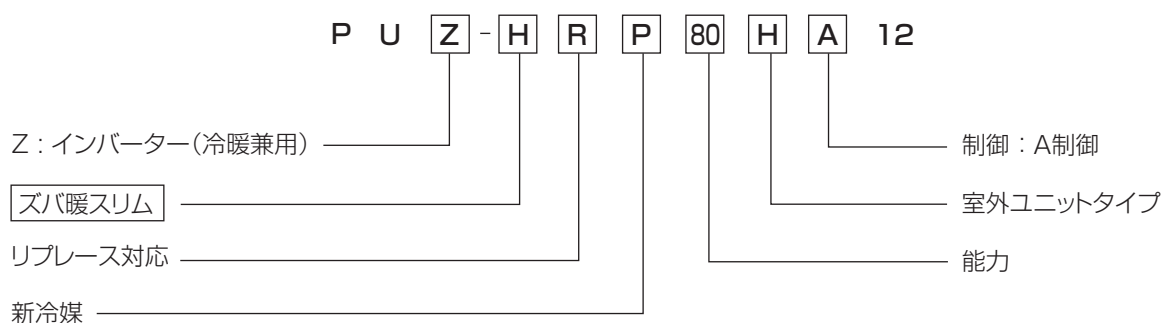 PUZ-HRP80HA12
Z：インバーター（冷暖兼用）
制御：A制御
ズバ暖スリム
室外ユニットタイプ
リプレース対応
能力
新冷媒